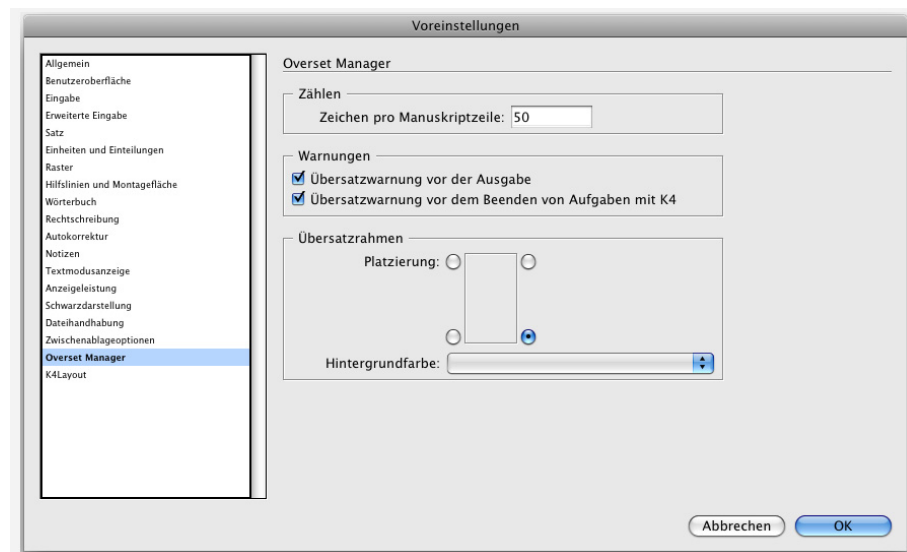 Voreinstellungen
Allgemein
Benutzeroberfläche
Eingabe
Erweiterte Eingabe
Satz
Einheiten und Einteilungen
Raster
Hilfslinien und Montagefläche
Wörterbuch
Rechtschreibung
Autokorrektur
Notizen
Textmodusanzeige
Anzeigeleistung
Schwarzdarstellung
Dateihandhabung
Zwischenablageoptionen
Overset Manager
K4Layout
Overset Manager
Zählen
Zeichen pro Manuskriptzeile: 50
Warnungen
Übersatzwarnung vor der Ausgabe
Übersatzwarnung vor dem Beenden von Aufgaben mit K4
Übersatzrahmen
Platzierung:
Hintergrundfarbe:
Abbrechen OK